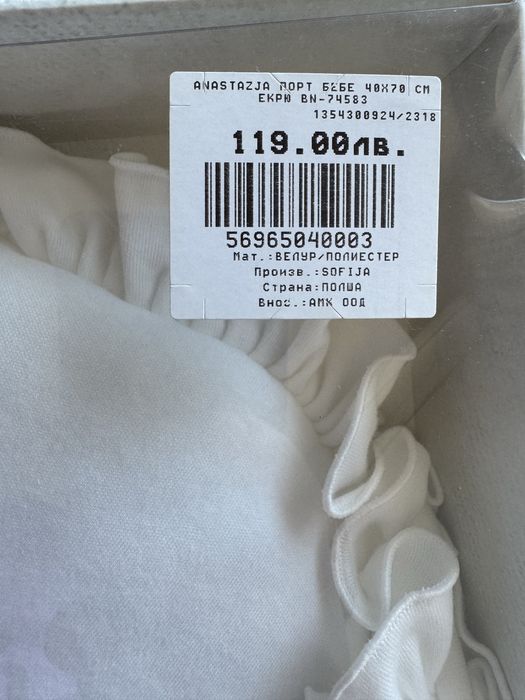 ANASTAZJA ПОРТ БЕБЕ 40X70 СМ
ЕКРЮ BN-74583
1354300924/2318
119.00лв.
56965040003
Мат.:ВЕЛУР/ПОЛИЕСТЕР
Произв.:SOFIJA
Страна:ПОЛША
Внос.:АМК ООД